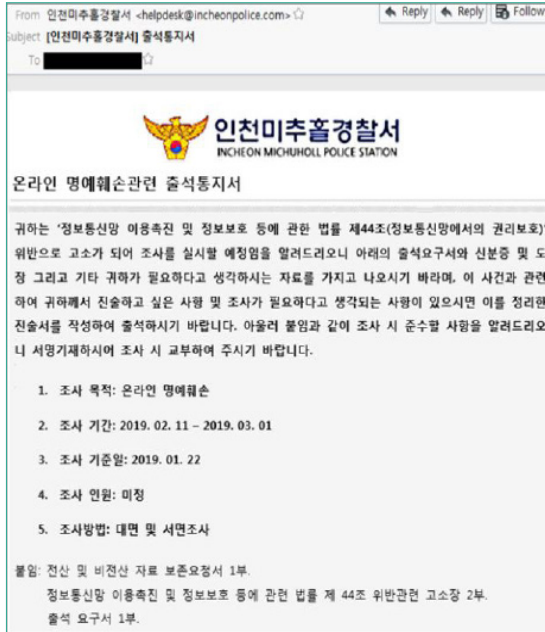 From 인천미추홀경찰서 <helpdesk@incheonpolice.com>
Reply
Reply
Follow
Subject [인천미추홀경찰서] 출석통지서
To
인천미추홀경찰서
INCHEON MICHUHOLL POLICE STATION
온라인 명예훼손관련 출석통지서
귀하는 '정보통신망 이용촉진 및 정보보호 등에 관한 법률 제44조(정보통신망에서의 권리보호)'
위반으로 고소가 되어 조사를 실시할 예정임을 알려드리오니 아래의 출석요구서와 신분증 및 도
장 그리고 기타 귀하가 필요하다고 생각하시는 자료를 가지고 나오시기 바라며, 이 사건과 관련
하여 귀하께서 진술하고 싶은 사항 및 조사가 필요하다고 생각되는 사항이 있으시면 이를 정리한
진술서를 작성하여 출석하시기 바랍니다. 아울러 붙임과 같이 조사 시 준수할 사항을 알려드리오
니 서명기재하시어 조사 시 교부하여 주시기 바랍니다.
1. 조사 목적: 온라인 명예훼손
2. 조사 기간: 2019. 02. 11 – 2019. 03. 01
3. 조사 기준일: 2019. 01. 22
4. 조사 인원: 미정
5. 조사방법: 대면 및 서면조사
붙임: 전산 및 비전산 자료 보존요청서 1부.
정보통신망 이용촉진 및 정보보호 등에 관련 법률 제 44조 위반관련 고소장 2부.
출석 요구서 1부.